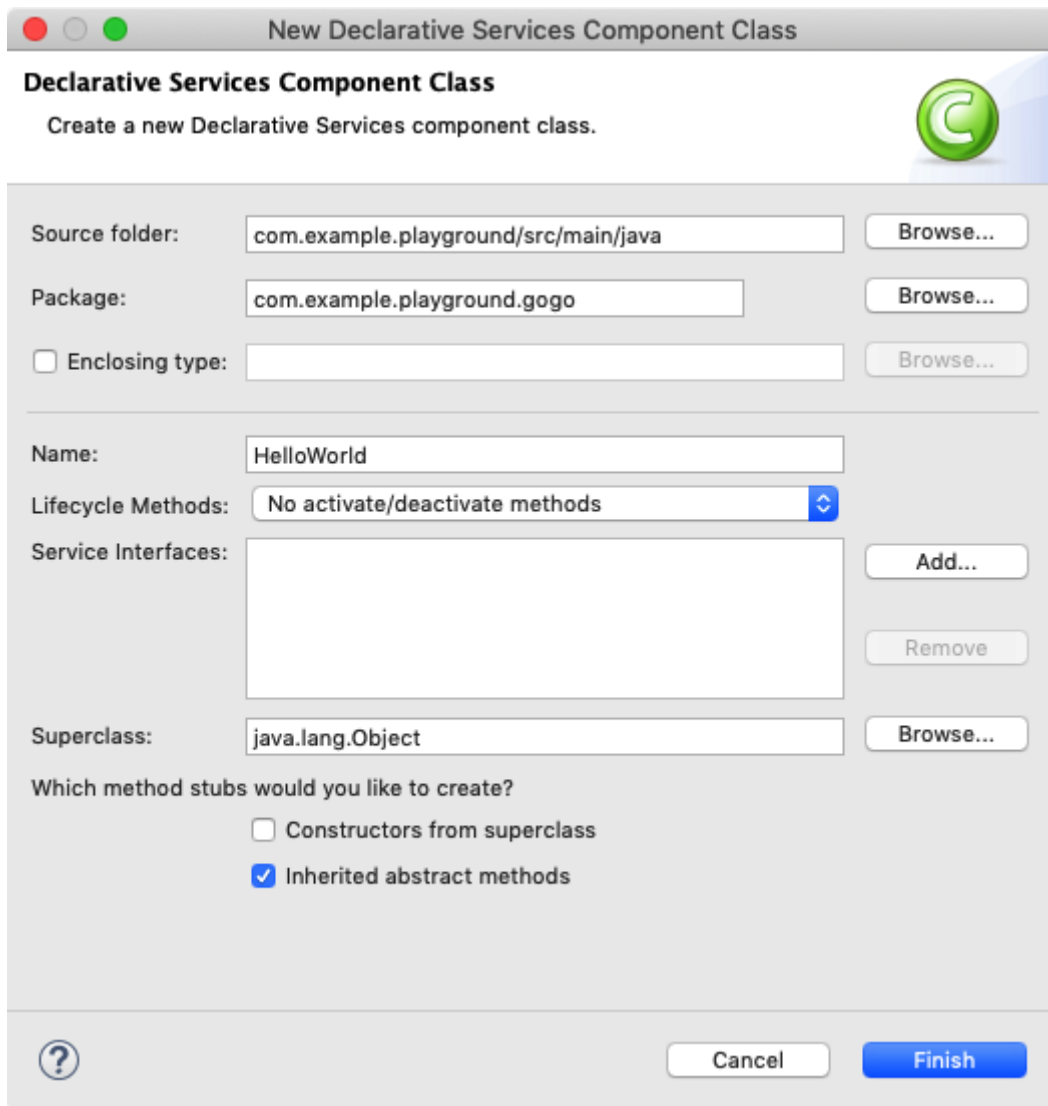 New Declarative Services Component Class
Declarative Services Component Class
Create a new Declarative Services component class.
Source folder: com.example.playground/src/main/java Browse...
Package: com.example.playground.gogo Browse...
Enclosing type: Browse...
Name: HelloWorld
Lifecycle Methods: No activate/deactivate methods
Service Interfaces: Add...
Remove
Superclass: java.lang.Object Browse...
Which method stubs would you like to create?
Constructors from superclass
Inherited abstract methods
? Cancel Finish